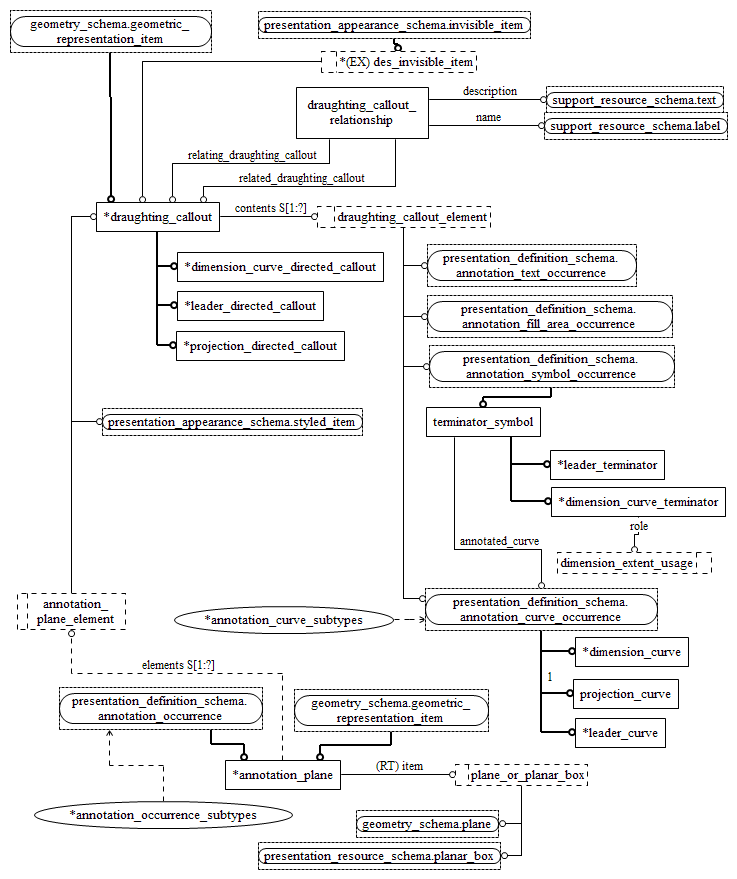 geometry_schema.geometric_
representation_item
presentation_appearance_schema.invisible_item
*(EX) des_invisible_item
draughting_callout_
relationship
description
support_resource_schema.text
name
support_resource_schema.label
relating_draughting_callout
related_draughting_callout
*draughting_callout
contents S[1:?]
draughting_callout_element
*dimension_curve_directed_callout
*leader_directed_callout
*projection_directed_callout
presentation_definition_schema.
annotation_text_occurrence
presentation_definition_schema.
annotation_fill_area_occurrence
presentation_definition_schema.
annotation_symbol_occurrence
presentation_appearance_schema.styled_item
terminator_symbol
*leader_terminator
*dimension_curve_terminator
role
annotated_curve
dimension_extent_usage
annotation_
plane_element
*annotation_curve_subtypes
presentation_definition_schema.
annotation_curve_occurrence
*dimension_curve
1
projection_curve
*leader_curve
elements S[1:?]
presentation_definition_schema.
annotation_occurrence
geometry_schema.geometric_
representation_item
*annotation_plane
(RT) item
plane_or_planar_box
*annotation_occurrence_subtypes
geometry_schema.plane
presentation_resource_schema.planar_box